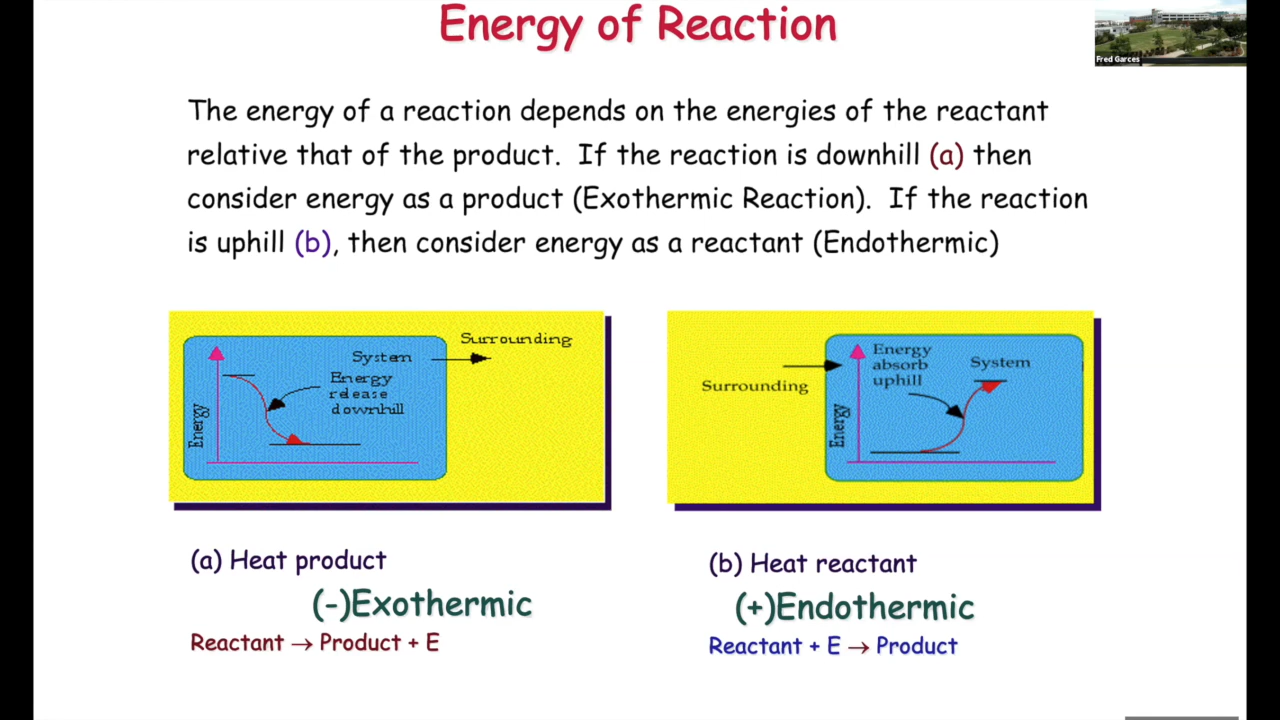 Energy of Reaction
Fred Garces
The energy of a reaction depends on the energies of the reactant
relative that of the product. If the reaction is downhill (a) then
consider energy as a product (Exothermic Reaction). If the reaction
is uphill (b), then consider energy as a reactant (Endothermic)
Surrounding
System
Energy
release
downhill
Energy
Surrounding
Energy
absorb
uphill
System
Energy
(a) Heat product
(-)Exothermic
Reactant → Product + E
(b) Heat reactant
(+)Endothermic
Reactant + E → Product